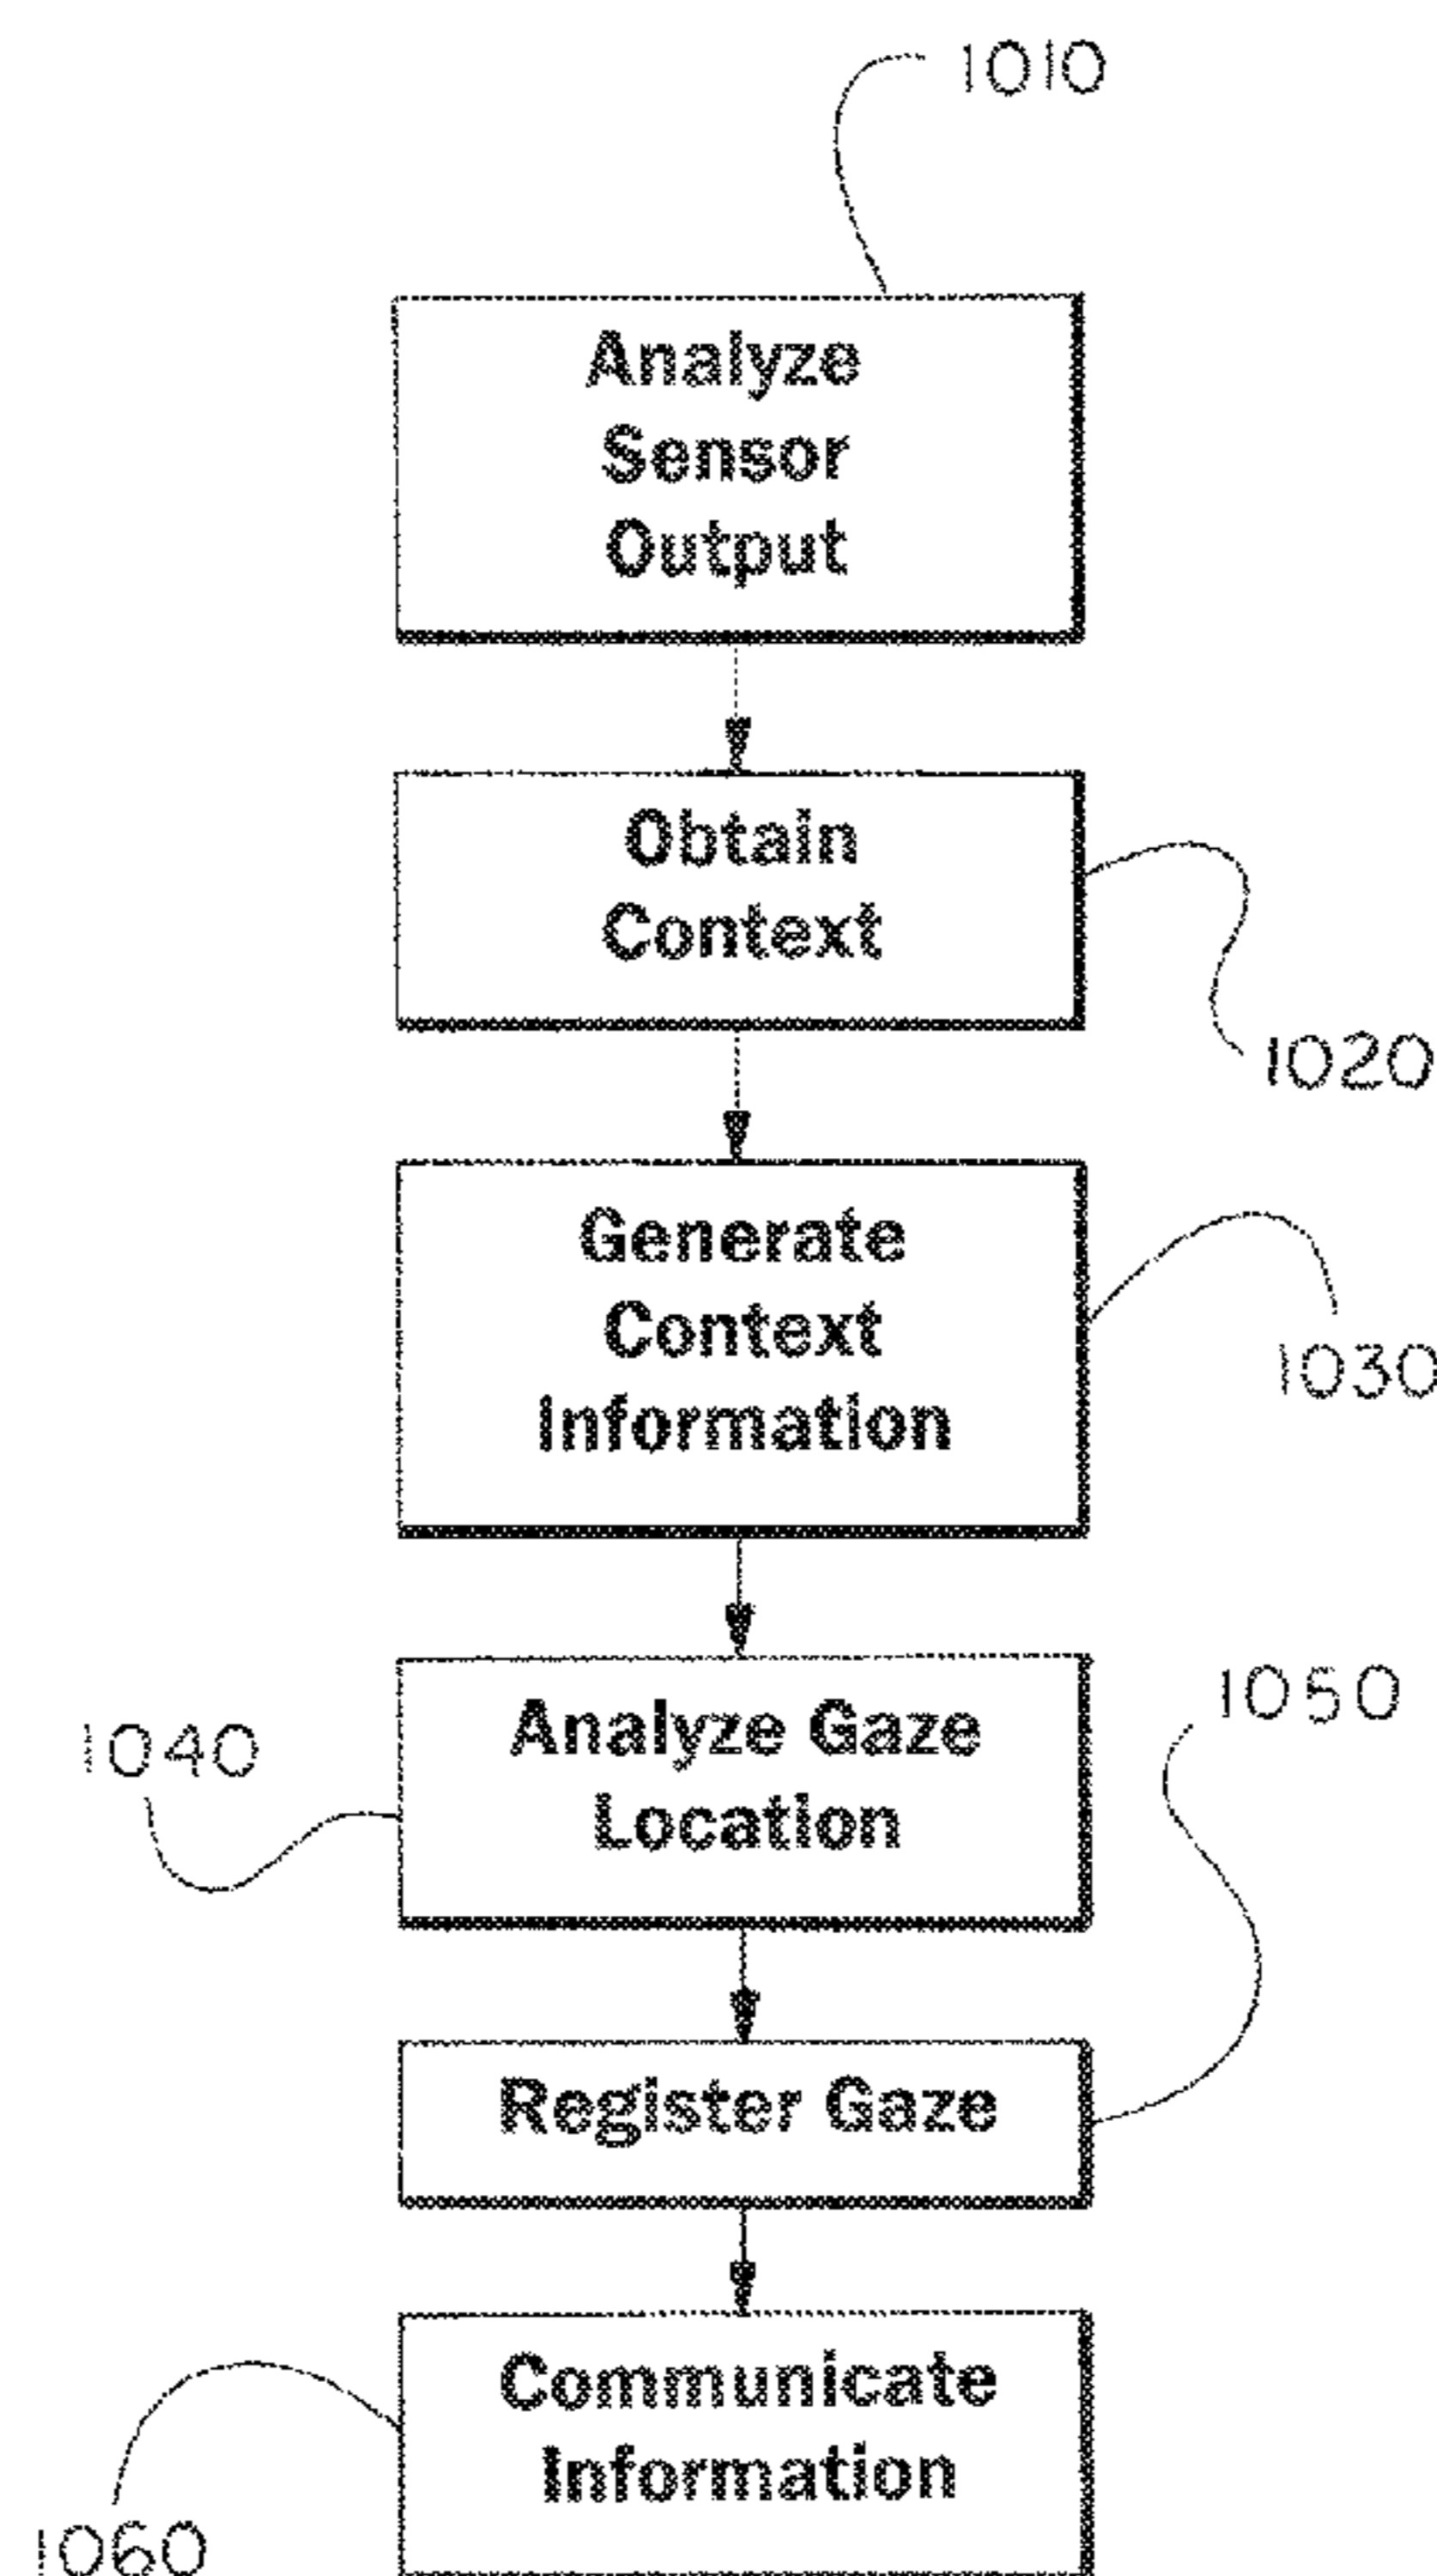 1010
Analyze
Sensor
Output
Obtain
Context
1020
Generate
Context
Information
1030
Analyze Gaze
Location
1040
1050
Register Gaze
Communicate
Information
1060